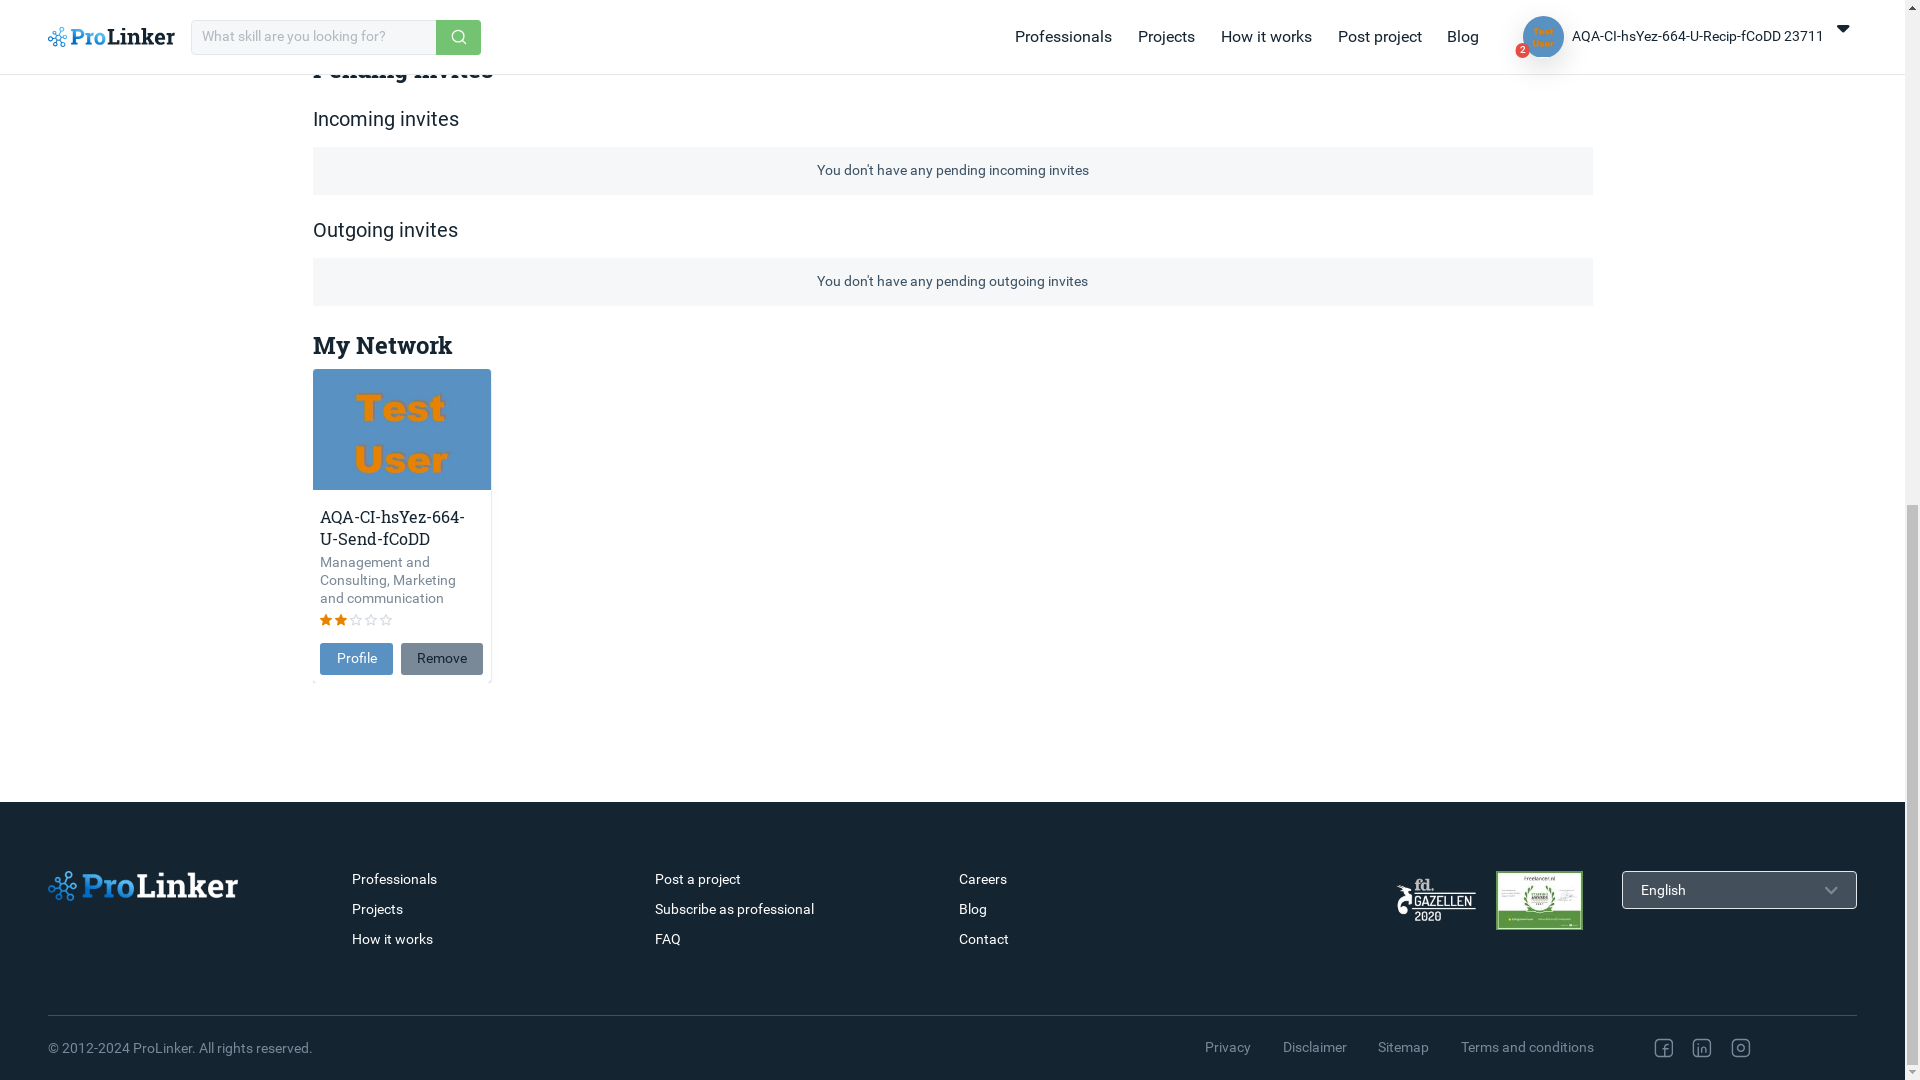 ProLinker
What skill are you looking for?
Professionals
Projects
How it works
Post project
Blog
Test
User
2
AQA-CI-hsYez-664-U-Recip-fCoDD 23711
Pending Invites
Incoming invites
You don't have any pending incoming invites
Outgoing invites
You don't have any pending outgoing invites
My Network
Test
User
AQA-CI-hsYez-664-
U-Send-fCoDD
Management and
Consulting, Marketing
and communication
Profile
Remove
ProLinker
Professionals
Projects
How it works
Post a project
Subscribe as professional
FAQ
Careers
Blog
Contact
fd.
GAZELLEN
2020
Freelancer.nl
English
© 2012-2024 ProLinker. All rights reserved.
Privacy
Disclaimer
Sitemap
Terms and conditions